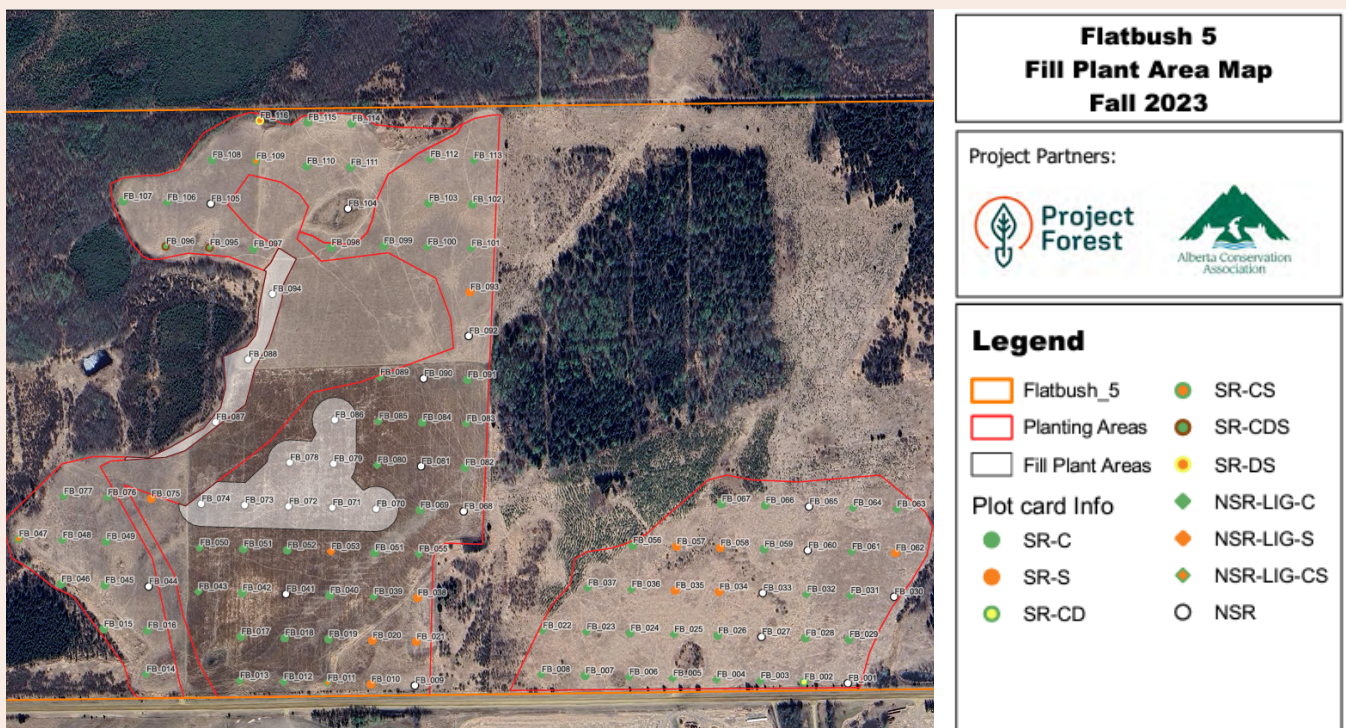 Flatbush 5
Fill Plant Area Map
Fall 2023
Project Partners:
Project
Forest
Alberta Conservation
Association
Legend
Flatbush_5
Planting Areas
Fill Plant Areas
Plot card Info
SR-C
SR-S
SR-CD
SR-CS
SR-CDS
SR-DS
NSR-LIG-C
NSR-LIG-S
NSR-LIG-CS
NSR
FB_116 FB_115 FB_114
FB_108 FB_109 FB_110 FB_111 FB_112 FB_113
FB_107 FB_106 FB_105 FB_104 FB_103 FB_102
FB_096 FB_095 FB_097 FB_098 FB_099 FB_100 FB_101
FB_094 FB_093
FB_092
FB_088
FB_089 FB_090 FB_091
FB_087 FB_086 FB_085 FB_084 FB_083
FB_078 FB_079 FB_080 FB_081 FB_082
FB_077 FB_076 FB_075 FB_074 FB_073 FB_072 FB_071 FB_070 FB_069 FB_068 FB_067 FB_066 FB_065 FB_064 FB_063
FB_047 FB_048 FB_049 FB_050 FB_051 FB_052 FB_053 FB_051 FB_055 FB_056 FB_057 FB_058 FB_059 FB_060 FB_061 FB_062
FB_046 FB_045 FB_044 FB_043 FB_042 FB_041 FB_040 FB_039 FB_038 FB_037 FB_036 FB_035 FB_034 FB_033 FB_032 FB_031 FB_030
FB_015 FB_016 FB_017 FB_018 FB_019 FB_020 FB_021 FB_022 FB_023 FB_024 FB_025 FB_026 FB_027 FB_028 FB_029
FB_014 FB_013 FB_012 FB_011 FB_010 FB_009 FB_008 FB_007 FB_006 FB_005 FB_004 FB_003 FB_002 FB_001